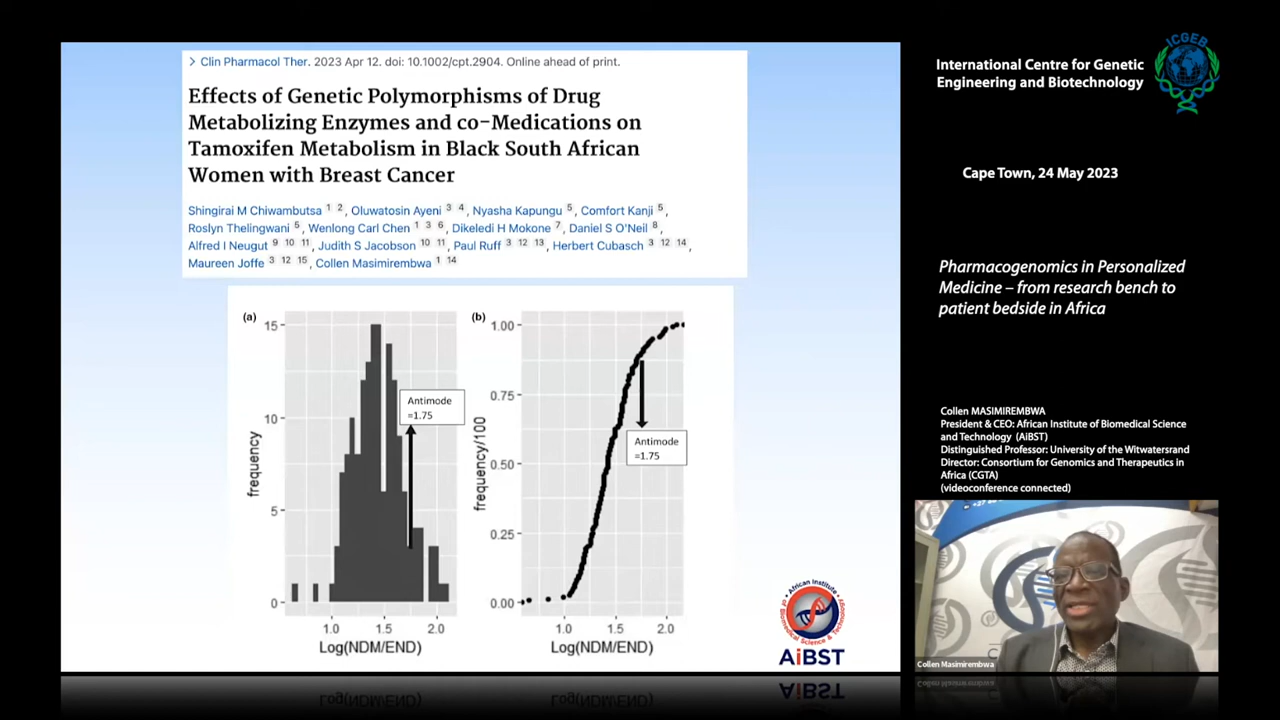 > Clin Pharmacol Ther. 2023 Apr 12. doi: 10.1002/cpt.2904. Online ahead of print.
Effects of Genetic Polymorphisms of Drug
Metabolizing Enzymes and co-Medications on
Tamoxifen Metabolism in Black South African
Women with Breast Cancer
Shingirai M Chiwambutsa 1 2, Oluwatosin Ayeni 3 4, Nyasha Kapungu 5, Comfort Kanji 5,
Roslyn Thelingwani 5, Wenlong Carl Chen 1 3 6, Dikeledi H Mokone 7, Daniel S O'Neil 8,
Alfred I Neugut 9 10 11, Judith S Jacobson 10 11, Paul Ruff 3 12 13, Herbert Cubasch 3 12 14,
Maureen Joffe 3 12 15, Collen Masimirembwa 1 14
(a)
15
10
5
0
frequency
Antimode
=1.75
1.0 1.5 2.0
Log(NDM/END)
(b)
1.00
0.75
0.50
0.25
0.00
frequency/100
Antimode
=1.75
1.0 1.5 2.0
Log(NDM/END)
African Institute
of Biomedical Science & Technology
AiBST
International Centre for Genetic
Engineering and Biotechnology
ICGEB
Cape Town, 24 May 2023
Pharmacogenomics in Personalized
Medicine – from research bench to
patient bedside in Africa
Collen MASIMIREMBWA
President & CEO: African Institute of Biomedical Science
and Technology (AiBST)
Distinguished Professor: University of the Witwatersrand
Director: Consortium for Genomics and Therapeutics in
Africa (CGTA)
(videoconference connected)
Collen Masimirembwa